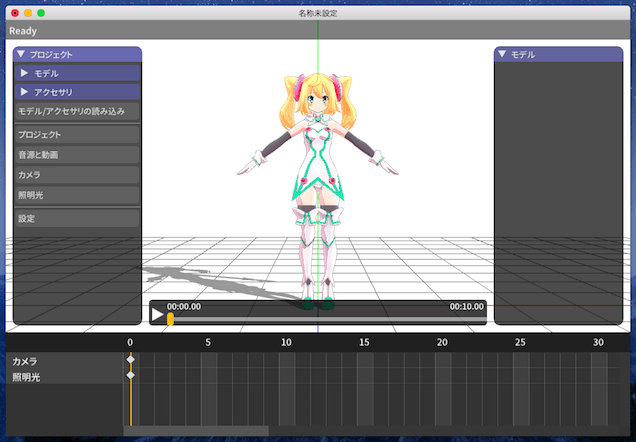 名称未設定
Ready
プロジェクト
モデル
アクセサリ
モデル/アクセサリの読み込み
プロジェクト
音源と動画
カメラ
照明光
設定
モデル
00:00.00 00:10.00
0 5 10 15 20 25 30
カメラ
照明光